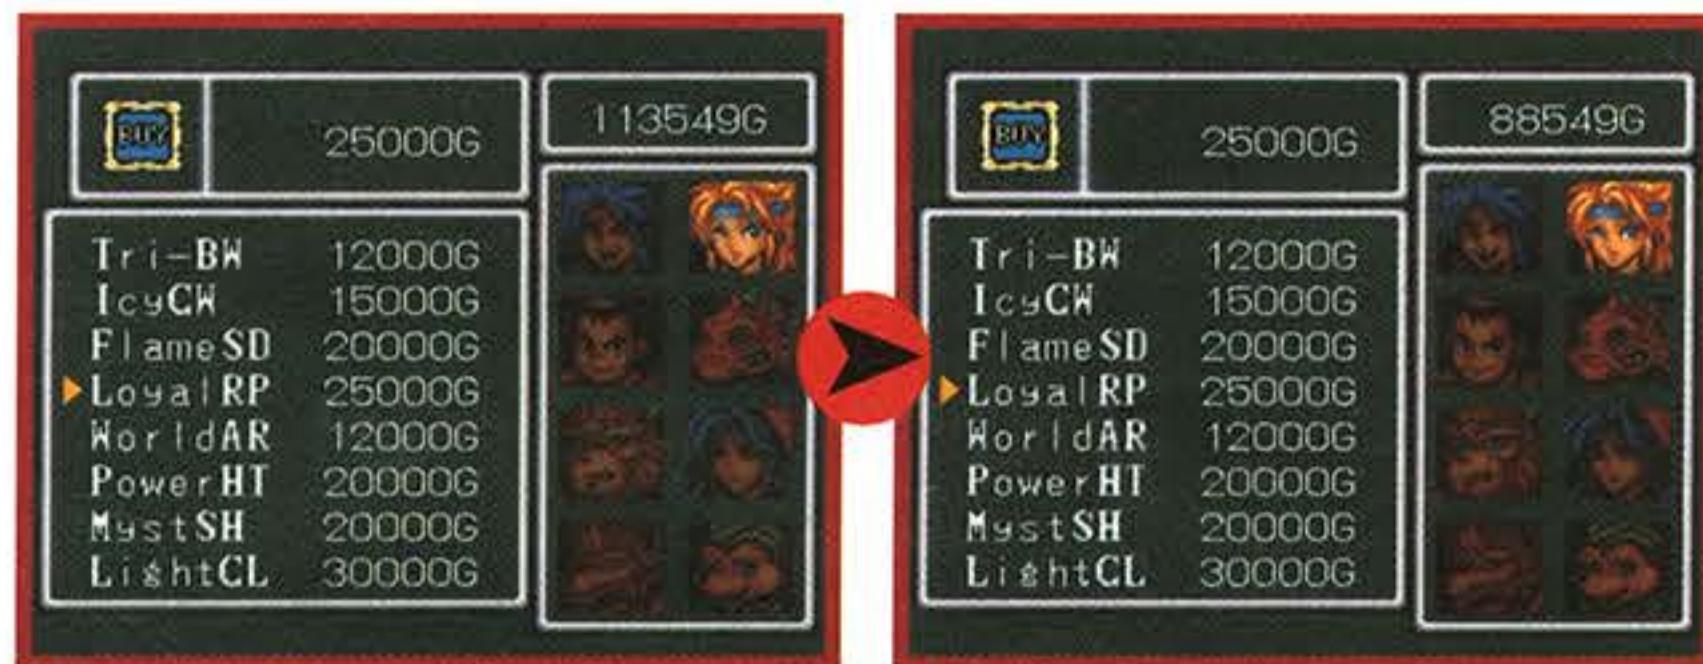 BUY
25000G
113549G
Tri-BW 12000G
IcyCW 15000G
FlameSD 20000G
LoyalRP 25000G
WorldAR 12000G
PowerHT 20000G
MystSH 20000G
LightCL 30000G
BUY
25000G
88549G
Tri-BW 12000G
IcyCW 15000G
FlameSD 20000G
LoyalRP 25000G
WorldAR 12000G
PowerHT 20000G
MystSH 20000G
LightCL 30000G